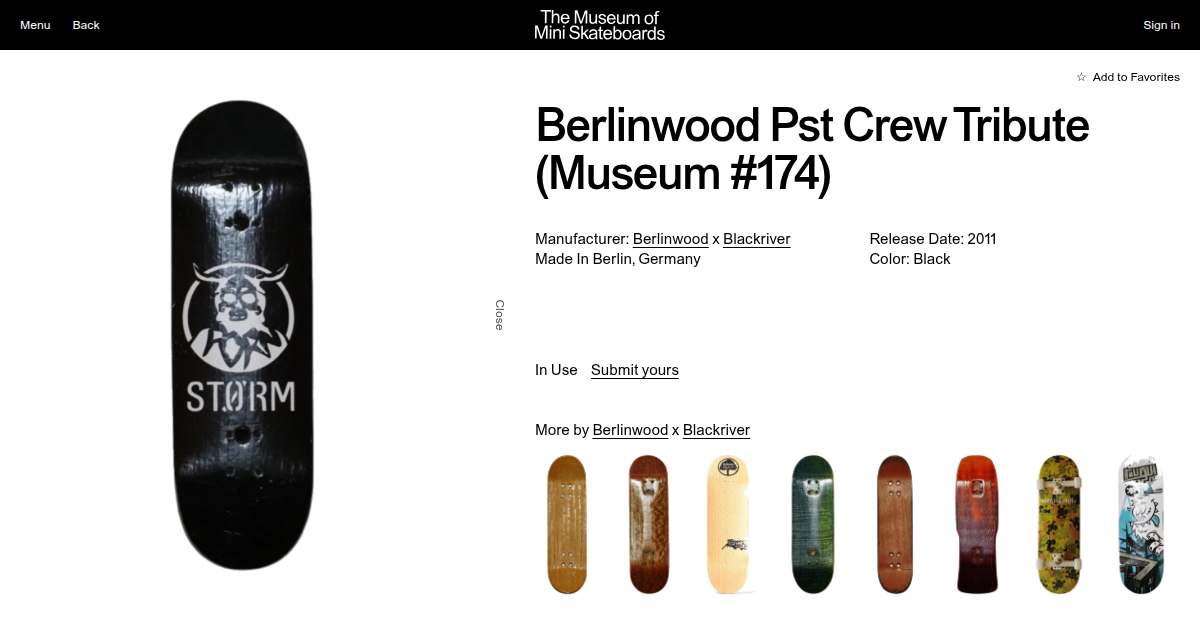 Menu
Back
The Museum of
Mini Skateboards
Sign in
☆ Add to Favorites
Berlinwood Pst Crew Tribute
(Museum #174)
Manufacturer: Berlinwood x Blackriver
Made In Berlin, Germany
Release Date: 2011
Color: Black
STØRM
Close
In Use Submit yours
More by Berlinwood x Blackriver